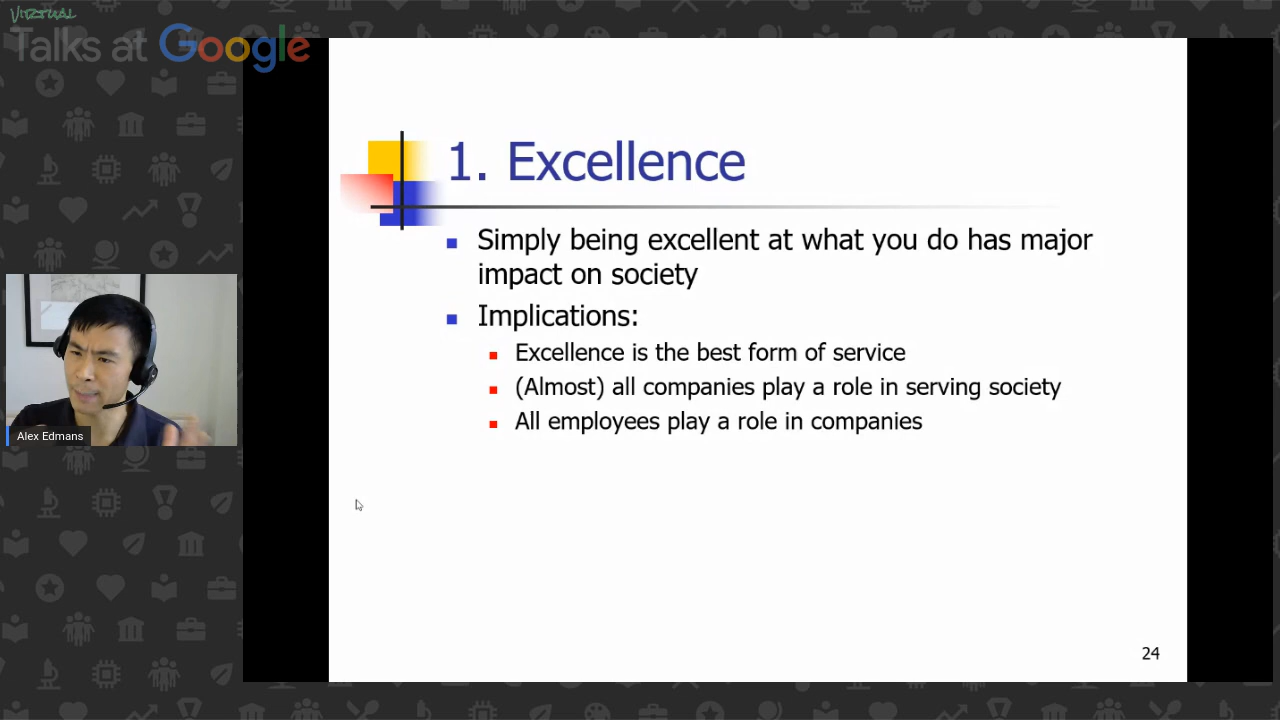 VIRTUAL
Talks at Google
1. Excellence
Simply being excellent at what you do has major
impact on society
Implications:
Excellence is the best form of service
(Almost) all companies play a role in serving society
All employees play a role in companies
Alex Edmans
24